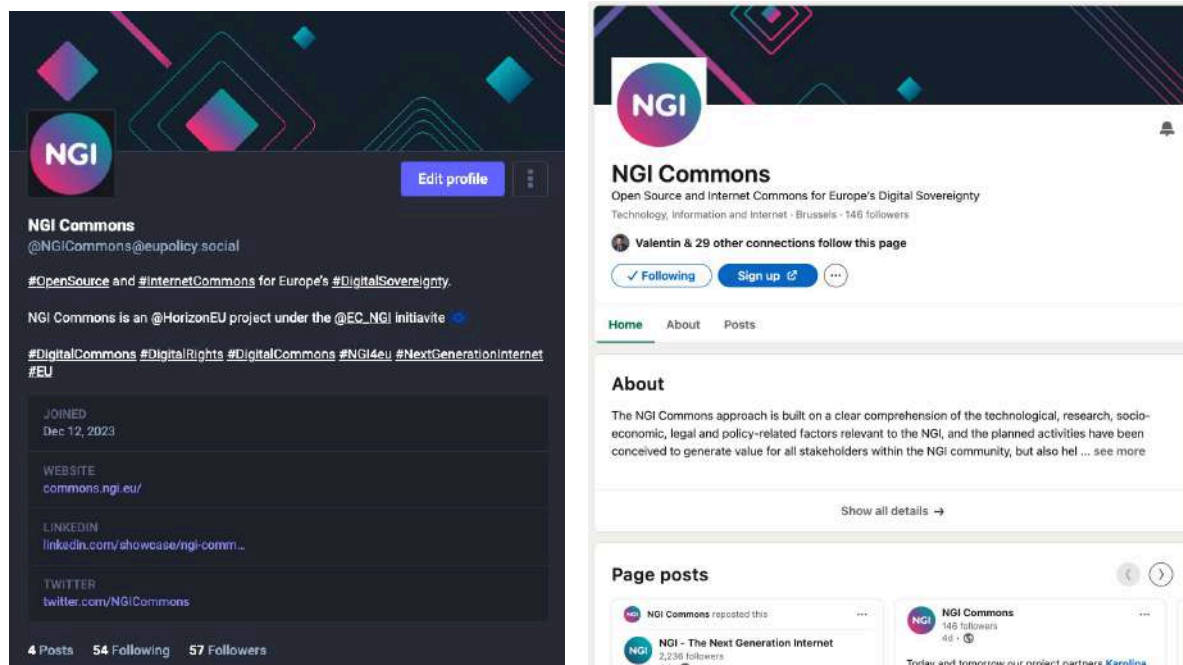 NGI
Edit profile
NGI Commons
@NGICommons@eupolicy.social
#OpenSource and #InternetCommons for Europe's #DigitalSovereignty.
NGI Commons is an @HorizonEU project under the @EC_NGI initiavite
#DigitalCommons #DigitalRights #DigitalCommons #NGI4eu #NextGenerationInternet
#EU
JOINED
Dec 12, 2023
WEBSITE
commons.ngi.eu/
LINKEDIN
linkedin.com/showcase/ngi-comm...
TWITTER
twitter.com/NGICommons
4 Posts 54 Following 57 Followers
NGI
NGI Commons
Open Source and Internet Commons for Europe's Digital Sovereignty
Technology, Information and Internet · Brussels · 146 followers
Valentin & 29 other connections follow this page
✓ Following Sign up
Home About Posts
About
The NGI Commons approach is built on a clear comprehension of the technological, research, socio-
economic, legal and policy-related factors relevant to the NGI, and the planned activities have been
conceived to generate value for all stakeholders within the NGI community, but also hel ... see more
Show all details →
Page posts
NGI NGI Commons reposted this
NGI NGI - The Next Generation Internet
2,236 followers
NGI NGI Commons
146 followers
4d ·
Today and tomorrow our project partners Karolina